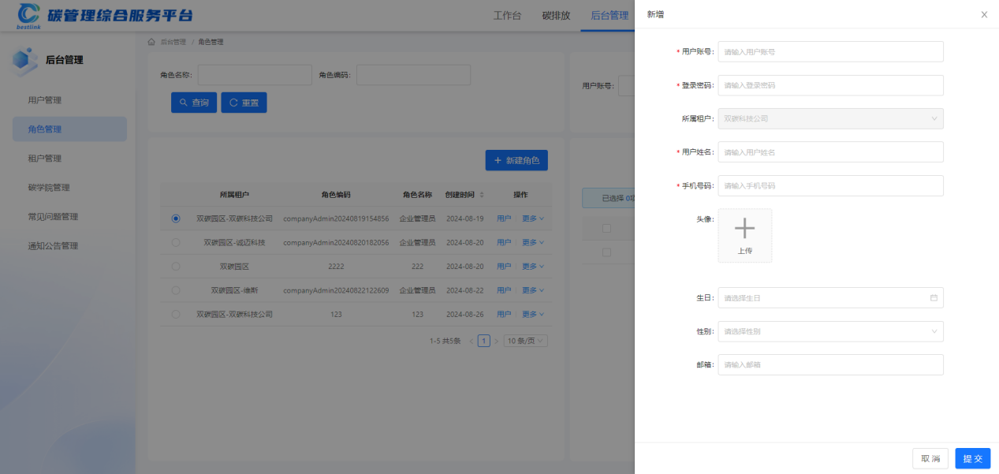 bestlink
碳管理综合服务平台
工作台 碳排放 后台管理
后台管理
用户管理
角色管理
租户管理
碳学院管理
常见问题管理
通知公告管理
后台管理 / 角色管理
角色名称:
角色编码:
查询
重置
+ 新建角色
所属租户 角色编码 角色名称 创建时间 操作
双碳园区-双碳科技公司 companyAdmin20240819154856 企业管理员 2024-08-19 用户 更多
双碳园区-诚迈科技 companyAdmin20240820182056 企业管理员 2024-08-20 用户 更多
双碳园区 2222 222 2024-08-20 用户 更多
双碳园区-维斯 companyAdmin20240822122609 企业管理员 2024-08-22 用户 更多
双碳园区-双碳科技公司 123 123 2024-08-26 用户 更多
1-5 共5条 < 1 > 10 条/页
用户账号:
已选择 0项
新增
* 用户账号: 请输入用户账号
* 登录密码: 请输入登录密码
所属租户: 双碳科技公司
* 用户姓名: 请输入用户姓名
* 手机号码: 请输入手机号码
头像:
上传
生日: 请选择生日
性别: 请选择性别
邮箱: 请输入邮箱
取 消
提 交